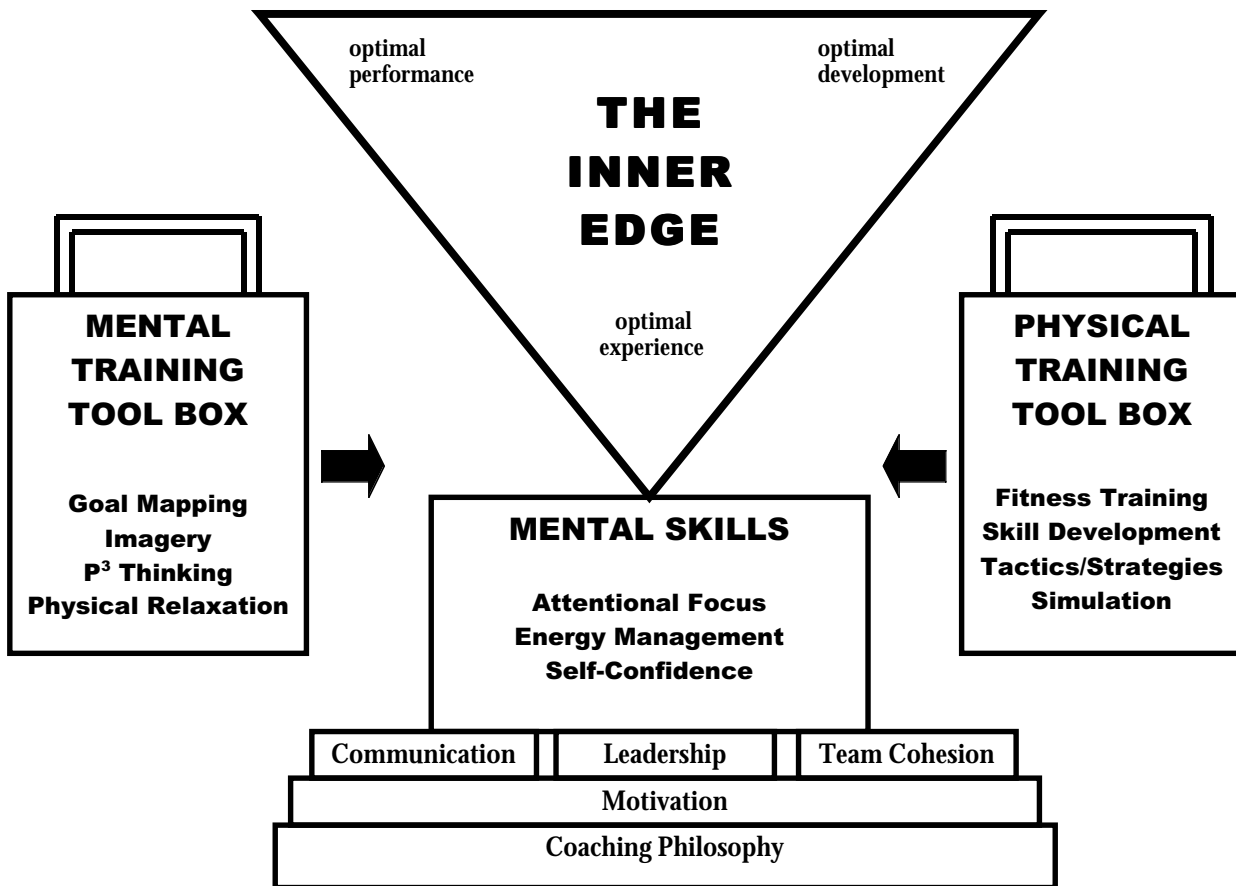 optimal
performance
optimal
development
THE
INNER
EDGE
optimal
experience
MENTAL
TRAINING
TOOL BOX
Goal Mapping
Imagery
P³ Thinking
Physical Relaxation
PHYSICAL
TRAINING
TOOL BOX
Fitness Training
Skill Development
Tactics/Strategies
Simulation
MENTAL SKILLS
Attentional Focus
Energy Management
Self-Confidence
Communication
Leadership
Team Cohesion
Motivation
Coaching Philosophy